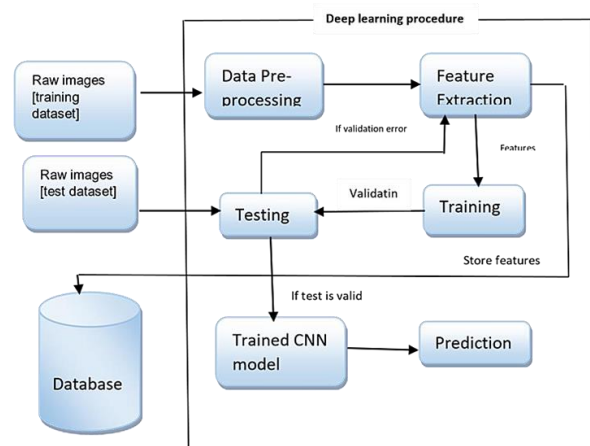 Deep learning procedure
Raw images
[training
dataset]
Data Pre-
processing
Feature
Extraction
If validation error
Features
Raw images
[test dataset]
Testing
Validatin
Training
Store features
If test is valid
Database
Trained CNN
model
Prediction